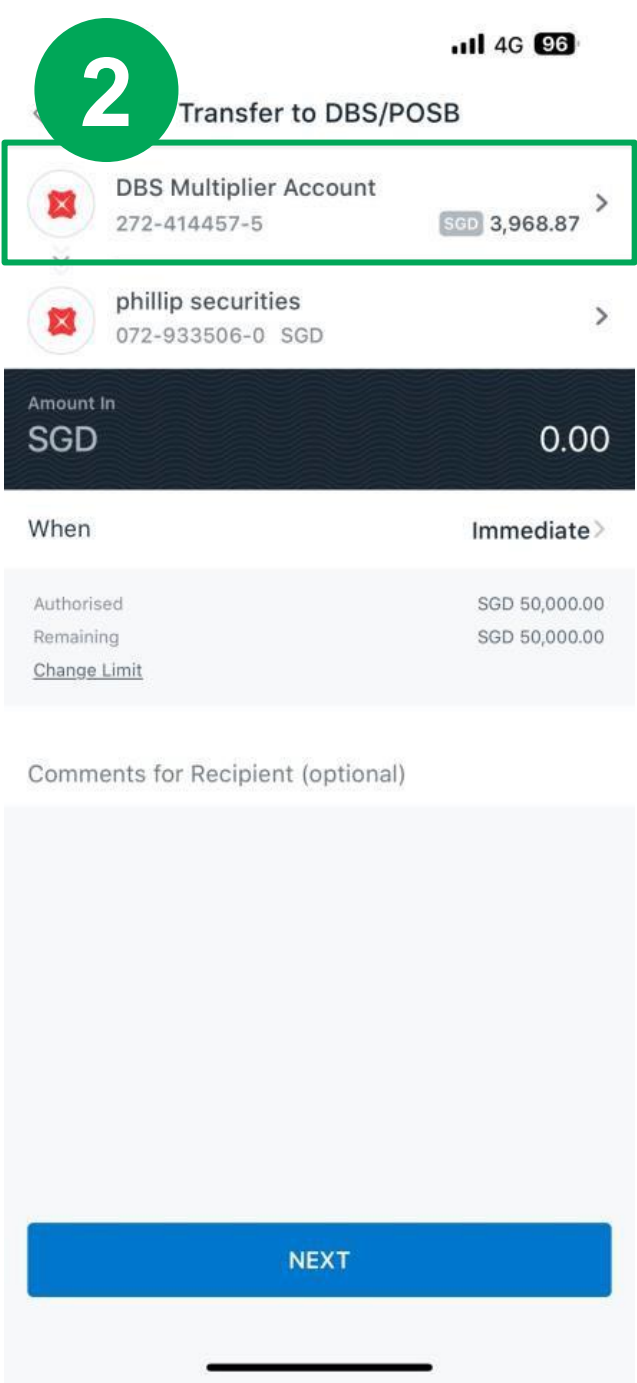 4G 96
2
Transfer to DBS/POSB
DBS Multiplier Account
272-414457-5 SGD 3,968.87
phillip securities
072-933506-0 SGD
Amount In
SGD 0.00
When Immediate
Authorised SGD 50,000.00
Remaining SGD 50,000.00
Change Limit
Comments for Recipient (optional)
NEXT